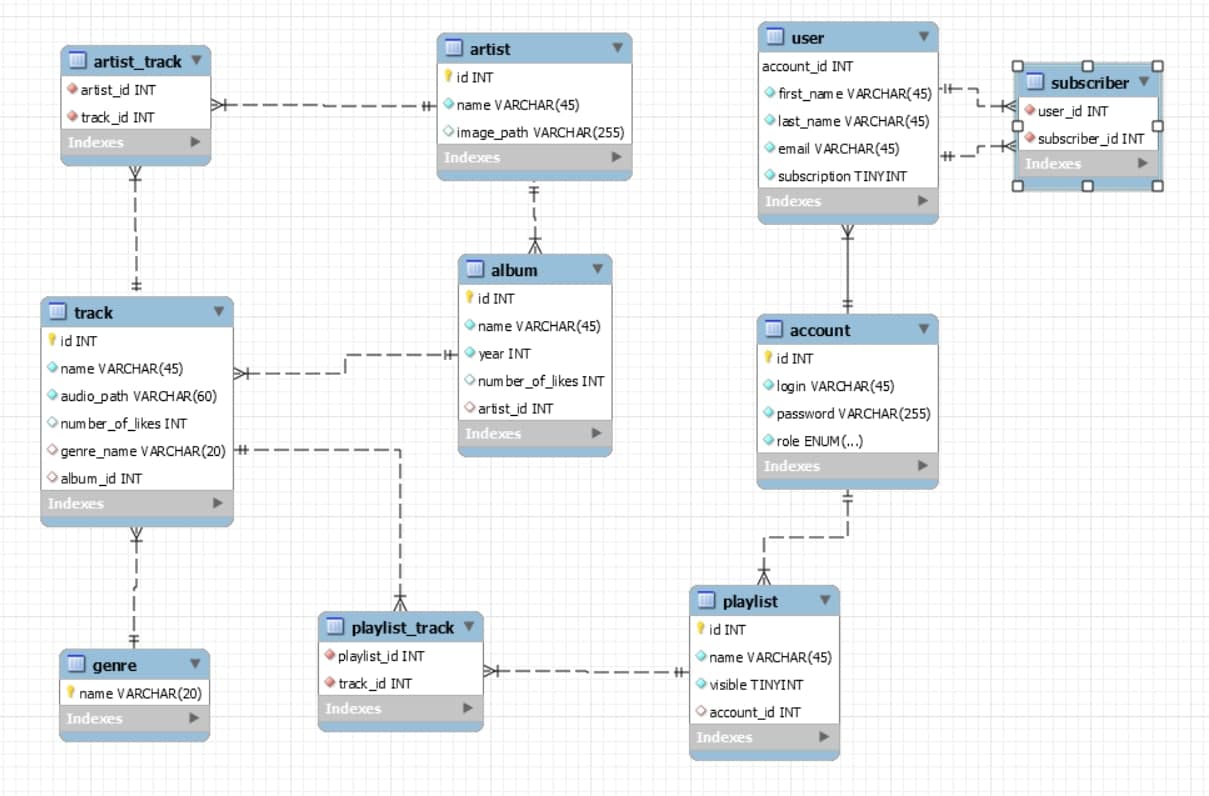 artist_track
artist_id INT
track_id INT
Indexes
artist
id INT
name VARCHAR(45)
image_path VARCHAR(255)
Indexes
user
account_id INT
first_name VARCHAR(45)
last_name VARCHAR(45)
email VARCHAR(45)
subscription TINYINT
Indexes
subscriber
user_id INT
subscriber_id INT
Indexes
track
id INT
name VARCHAR(45)
audio_path VARCHAR(60)
number_of_likes INT
genre_name VARCHAR(20)
album_id INT
Indexes
album
id INT
name VARCHAR(45)
year INT
number_of_likes INT
artist_id INT
Indexes
account
id INT
login VARCHAR(45)
password VARCHAR(255)
role ENUM(...)
Indexes
genre
name VARCHAR(20)
Indexes
playlist_track
playlist_id INT
track_id INT
Indexes
playlist
id INT
name VARCHAR(45)
visible TINYINT
account_id INT
Indexes